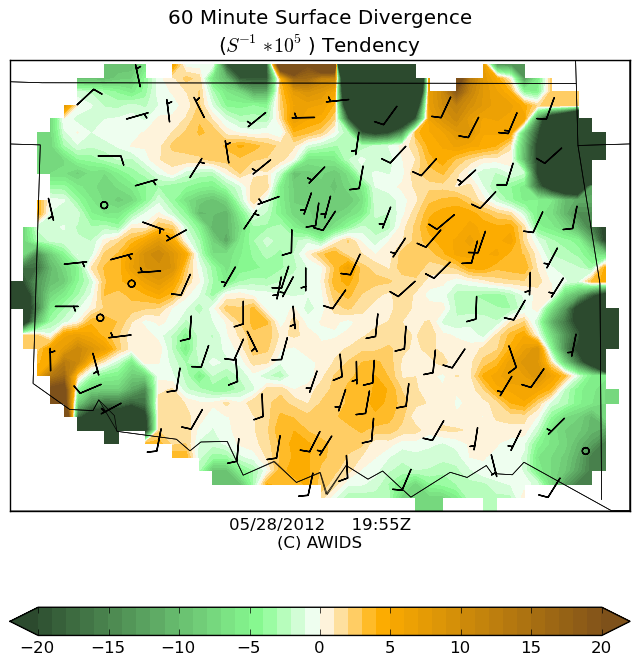 60 Minute Surface Divergence
(S⁻¹ * 10⁵ ) Tendency
05/28/2012 19:55Z
(C) AWIDS
−20 −15 −10 −5 0 5 10 15 20